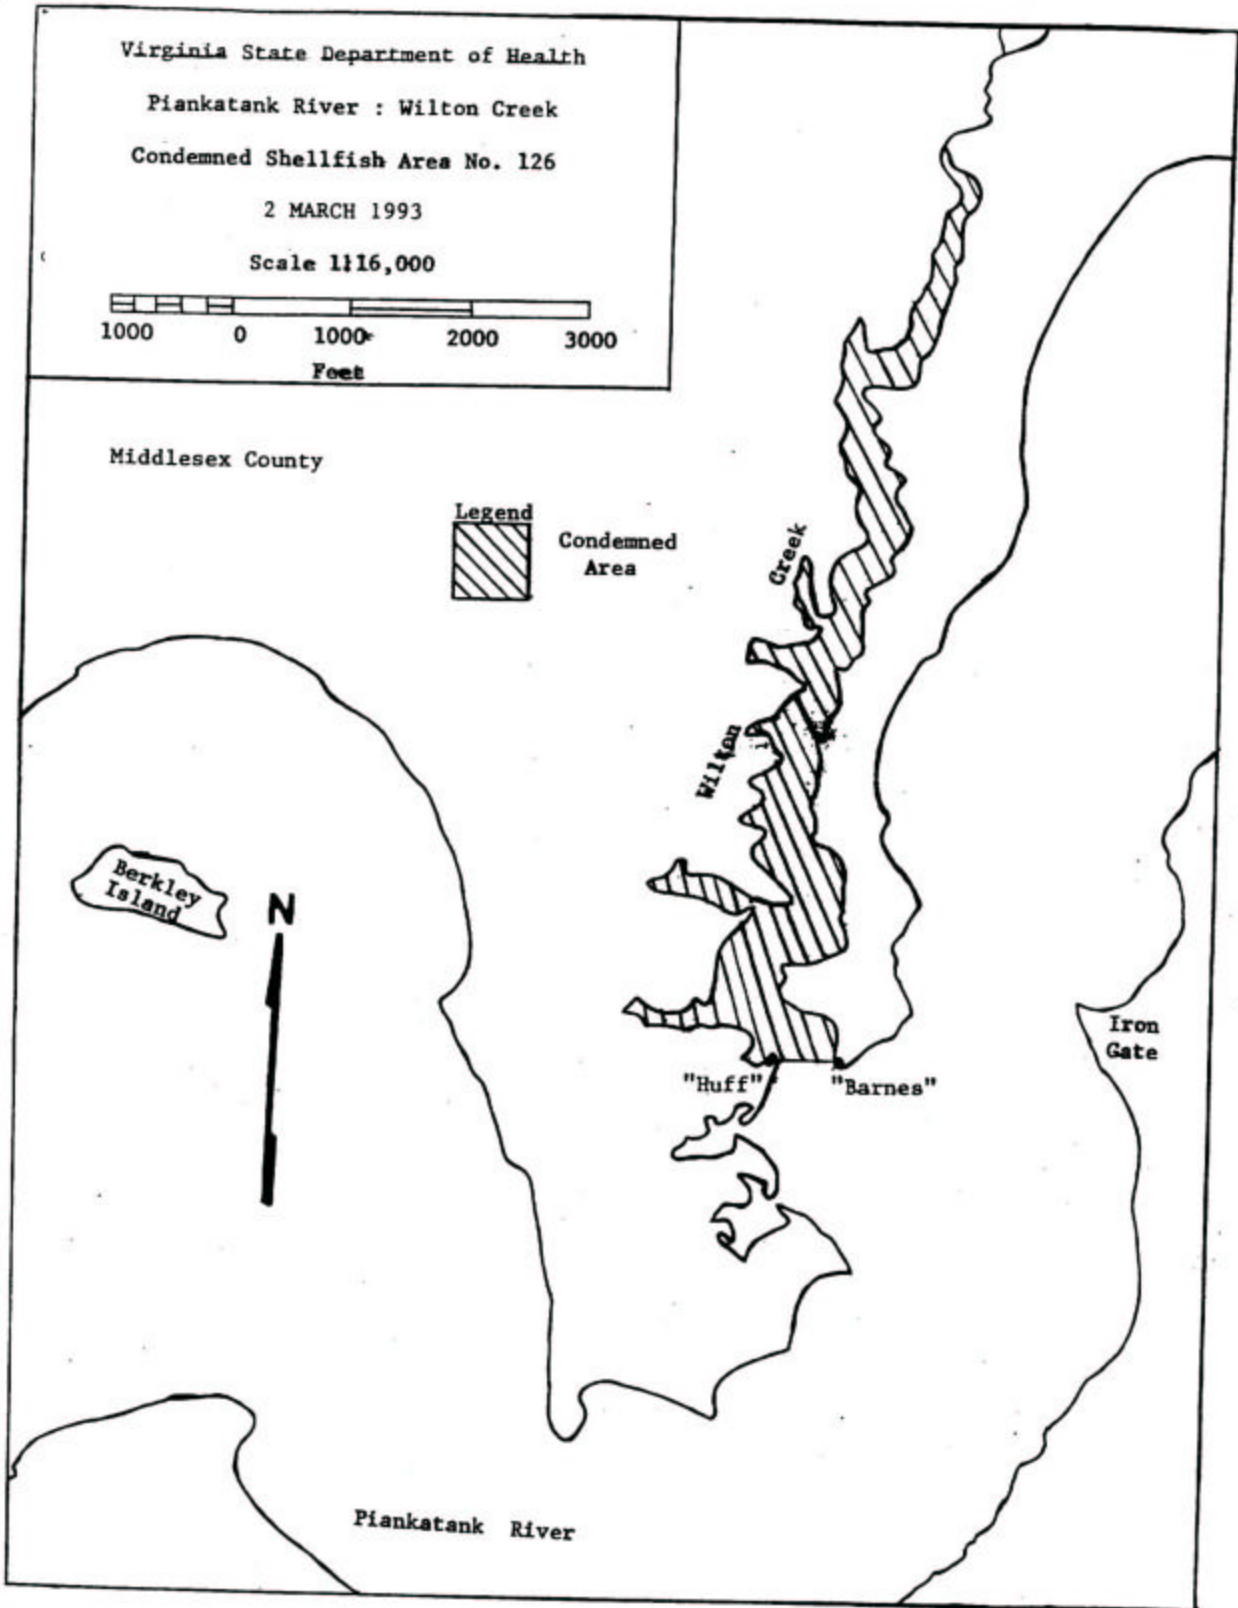 Virginia State Department of Health
Piankatank River : Wilton Creek
Condemned Shellfish Area No. 126
2 MARCH 1993
Scale 1:16,000
1000 0 1000 2000 3000
Feet
Middlesex County
Legend
Condemned
Area
Creek
Wilton
Berkley
Island
N
Iron
Gate
"Huff" "Barnes"
Piankatank River